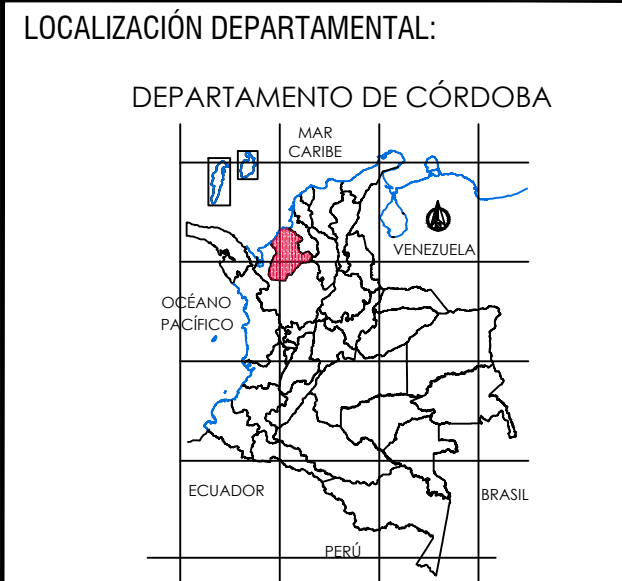 LOCALIZACIÓN DEPARTAMENTAL:
DEPARTAMENTO DE CÓRDOBA
MAR
CARIBE
VENEZUELA
OCÉANO
PACÍFICO
ECUADOR
BRASIL
PERÚ